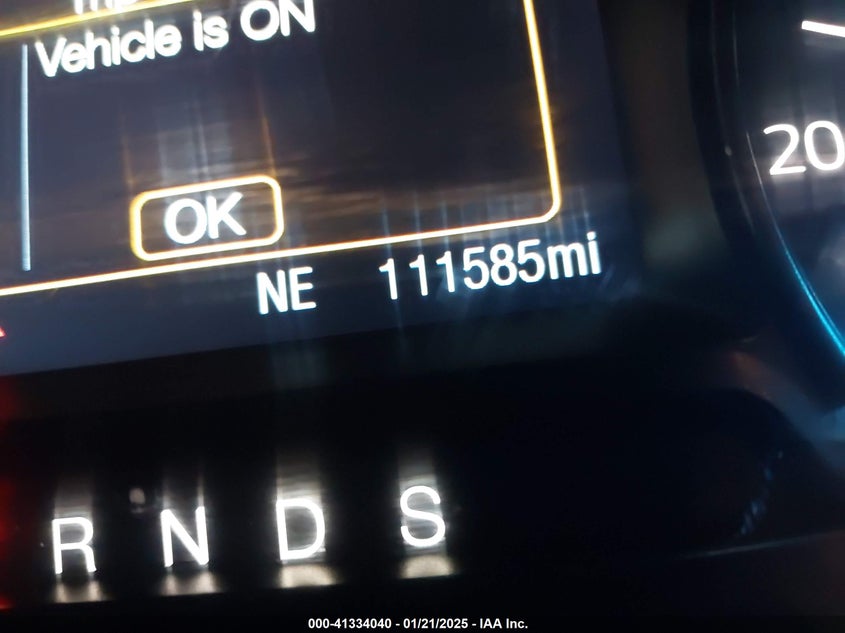 Vehicle is ON
OK
NE 111585mi
20
R N D S
000-41334040 - 01/21/2025 - IAA Inc.